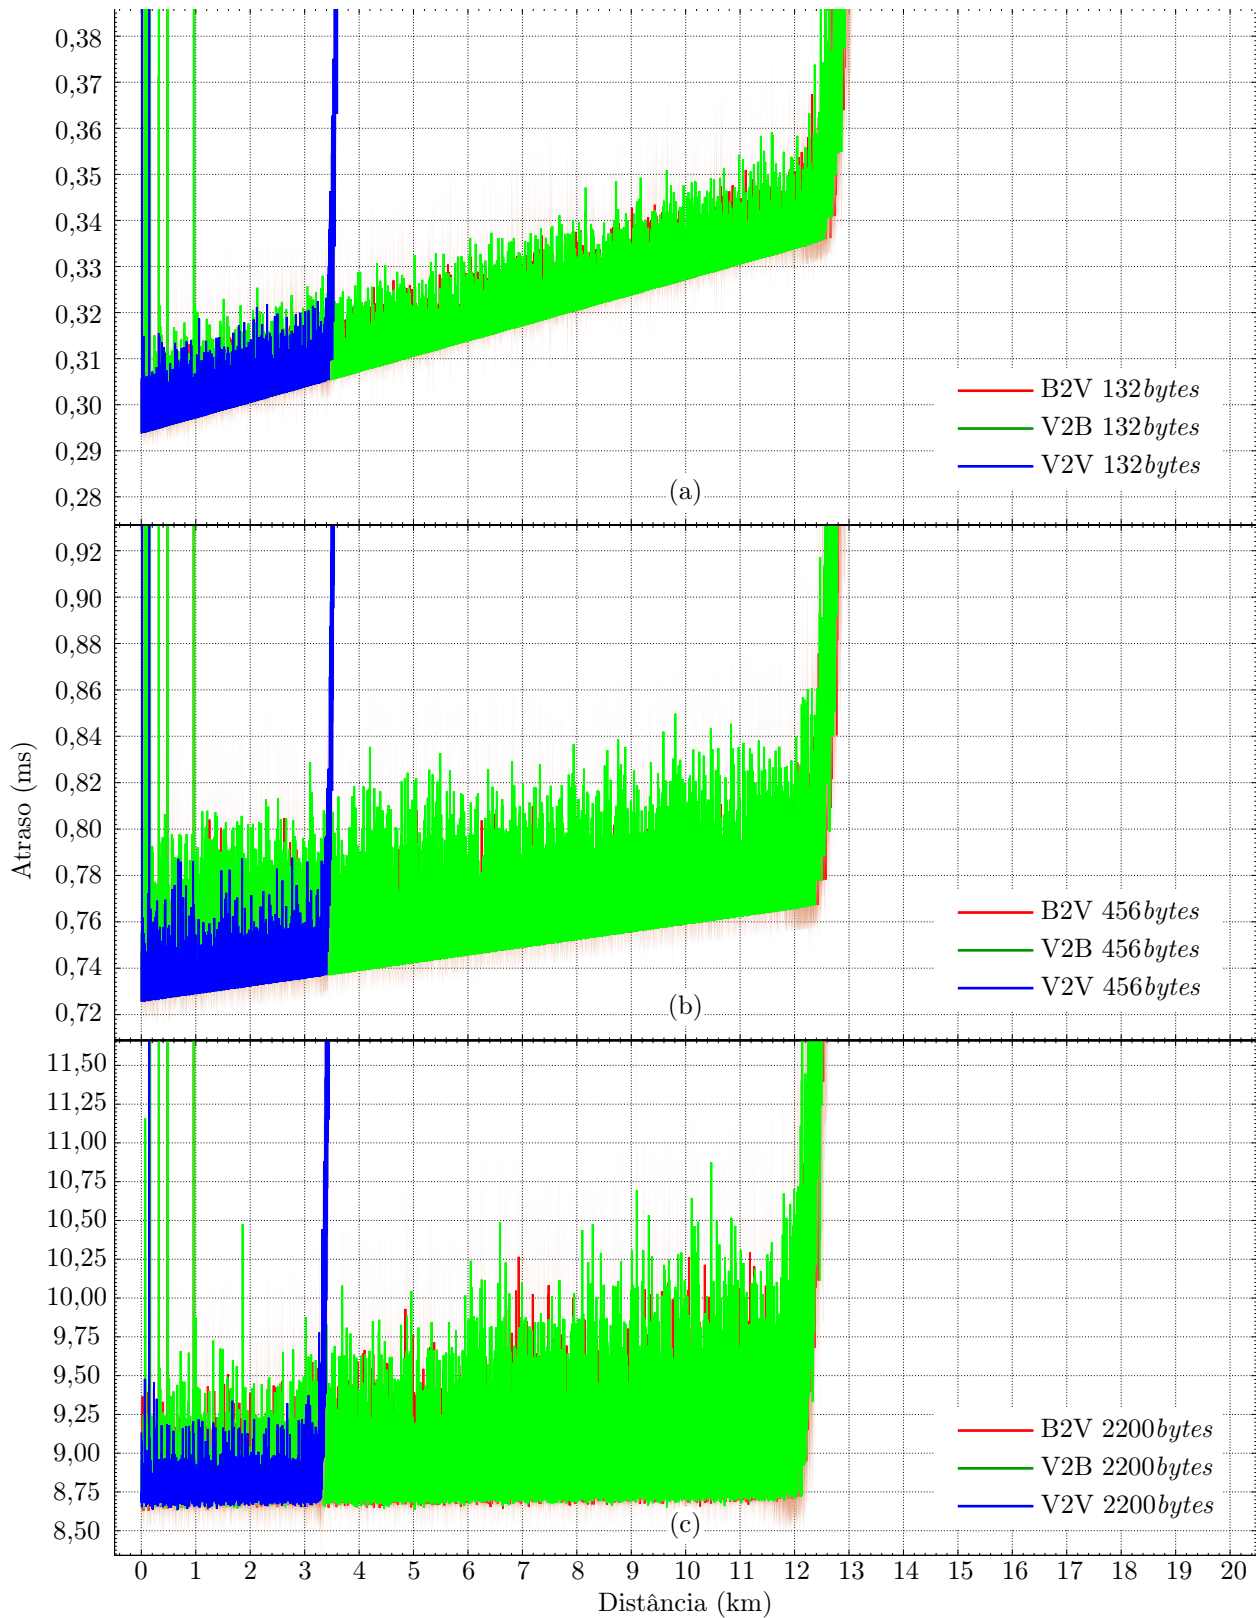 0,38
0,37
0,36
0,35
0,34
0,33
0,32
0,31
0,30
0,29
0,28
B2V 132bytes
V2B 132bytes
V2V 132bytes
(a)
Atraso (ms)
0,92
0,90
0,88
0,86
0,84
0,82
0,80
0,78
0,76
0,74
0,72
B2V 456bytes
V2B 456bytes
V2V 456bytes
(b)
11,50
11,25
11,00
10,75
10,50
10,25
10,00
9,75
9,50
9,25
9,00
8,75
8,50
B2V 2200bytes
V2B 2200bytes
V2V 2200bytes
(c)
0 1 2 3 4 5 6 7 8 9 10 11 12 13 14 15 16 17 18 19 20
Distância (km)